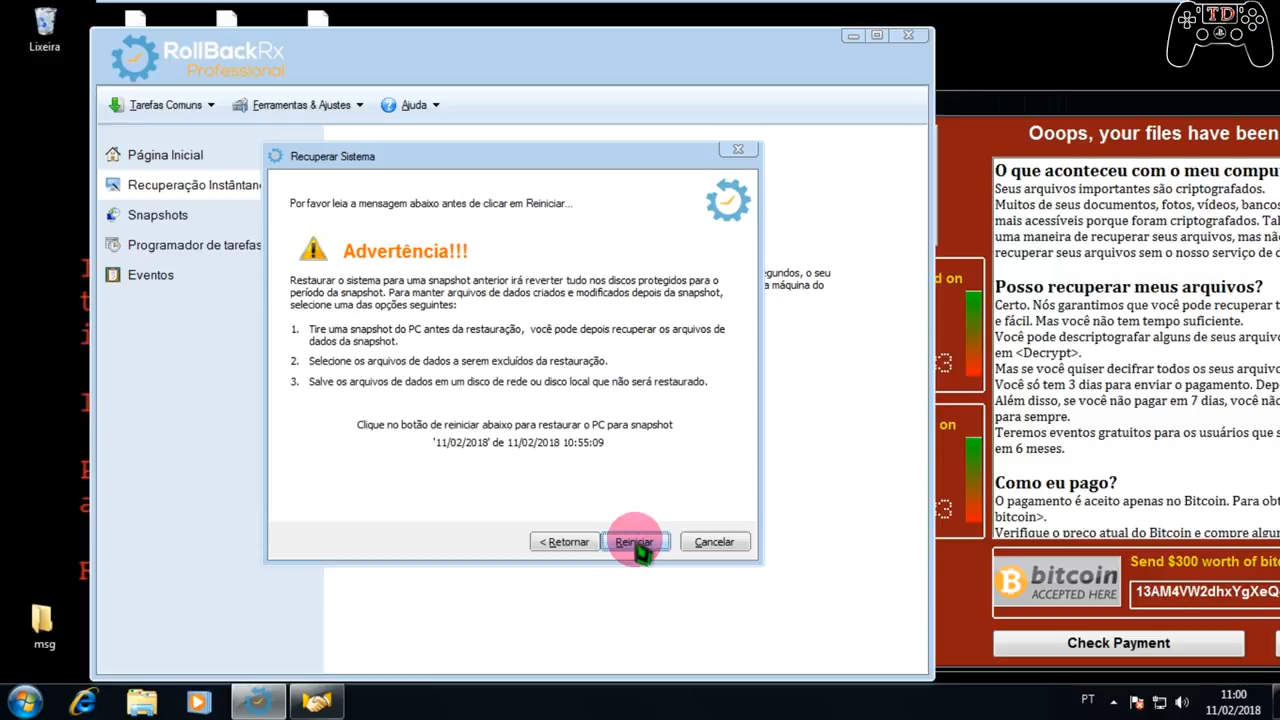 Lixeira
RollBackRx
Professional
TD
Tarefas Comuns
Ferramentas & Ajustes
Ajuda
Página Inicial
Recuperação Instântan
Snapshots
Programador de tarefas
Eventos
Recuperar Sistema
Por favor leia a mensagem abaixo antes de clicar em Reiniciar...
Advertência!!!
Restaurar o sistema para uma snapshot anterior irá reverter tudo nos discos protegidos para o
período da snapshot. Para manter arquivos de dados criados e modificados depois da snapshot,
selecione uma das opções seguintes:
1. Tire uma snapshot do PC antes da restauração, você pode depois recuperar os arquivos de
dados da snapshot.
2. Selecione os arquivos de dados a serem excluídos da restauração.
3. Salve os arquivos de dados em um disco de rede ou disco local que não será restaurado.
Clique no botão de reiniciar abaixo para restaurar o PC para snapshot
'11/02/2018' de 11/02/2018 10:55:09
< Retornar
Reiniciar
Cancelar
egundos, o seu
a máquina do
Ooops, your files have been
O que aconteceu com o meu compu
Seus arquivos importantes são criptografados.
Muitos de seus documentos, fotos, vídeos, bancos
mais acessíveis porque foram criptografados. Tal
uma maneira de recuperar seus arquivos, mas não
recuperar seus arquivos sem o nosso serviço de d
Posso recuperar meus arquivos?
Certo. Nós garantimos que você pode recuperar t
e fácil. Mas você não tem tempo suficiente.
Você pode descriptografar alguns de seus arquivo
em <Decrypt>.
Mas se você quiser decifrar todos os seus arquivo
Você só tem 3 dias para enviar o pagamento. Dep
Além disso, se você não pagar em 7 dias, você não
para sempre.
Teremos eventos gratuitos para os usuários que s
em 6 meses.
Como eu pago?
O pagamento é aceito apenas no Bitcoin. Para obt
bitcoin>.
Verifique o preço atual do Bitcoin e compre algum
d on
on
bitcoin
ACCEPTED HERE
Send $300 worth of bitc
13AM4VW2dhxYgXeQ
Check Payment
msg
PT
11:00
11/02/2018